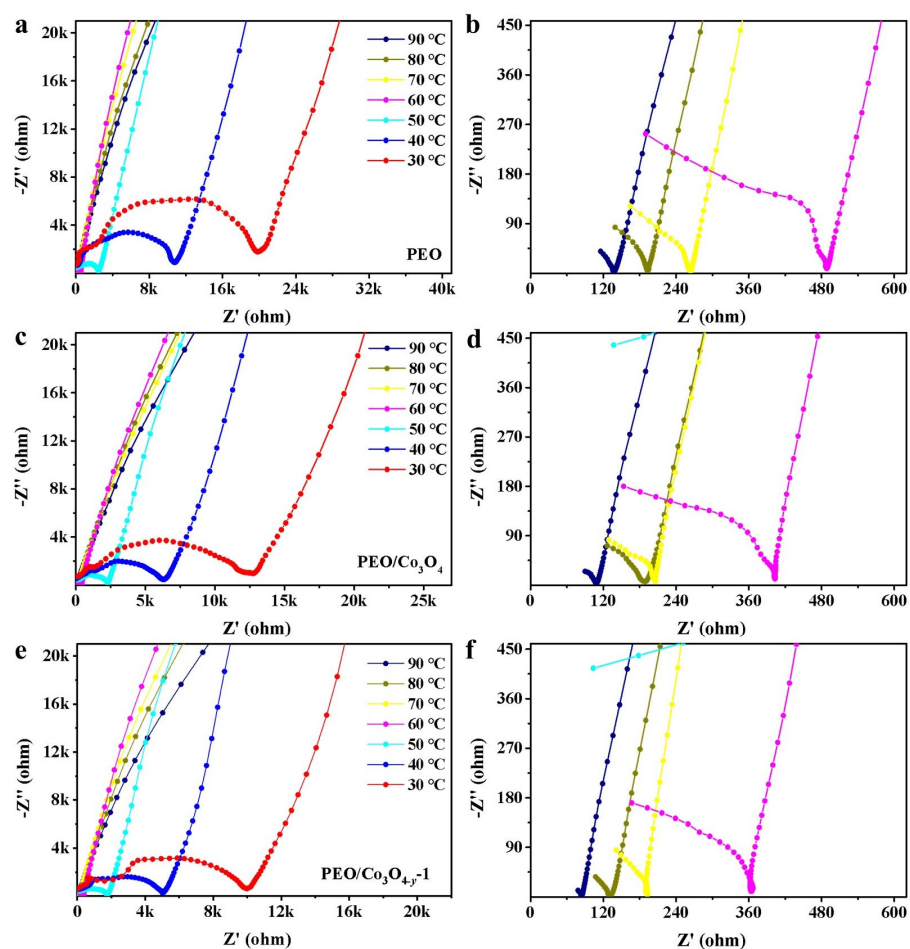 a
20k
16k
12k
8k
4k
-Z'' (ohm)
90 ℃
80 ℃
70 ℃
60 ℃
50 ℃
40 ℃
30 ℃
PEO
0 8k 16k 24k 32k 40k
Z' (ohm)
b
450
360
270
180
90
-Z'' (ohm)
0 120 240 360 480 600
Z' (ohm)
c
20k
16k
12k
8k
4k
-Z'' (ohm)
90 ℃
80 ℃
70 ℃
60 ℃
50 ℃
40 ℃
30 ℃
PEO/Co₃O₄
0 5k 10k 15k 20k 25k
Z' (ohm)
d
450
360
270
180
90
-Z'' (ohm)
0 120 240 360 480 600
Z' (ohm)
e
20k
16k
12k
8k
4k
-Z'' (ohm)
90 ℃
80 ℃
70 ℃
60 ℃
50 ℃
40 ℃
30 ℃
PEO/Co₃O₄₋y-1
0 4k 8k 12k 16k 20k
Z' (ohm)
f
450
360
270
180
90
-Z'' (ohm)
0 120 240 360 480 600
Z' (ohm)